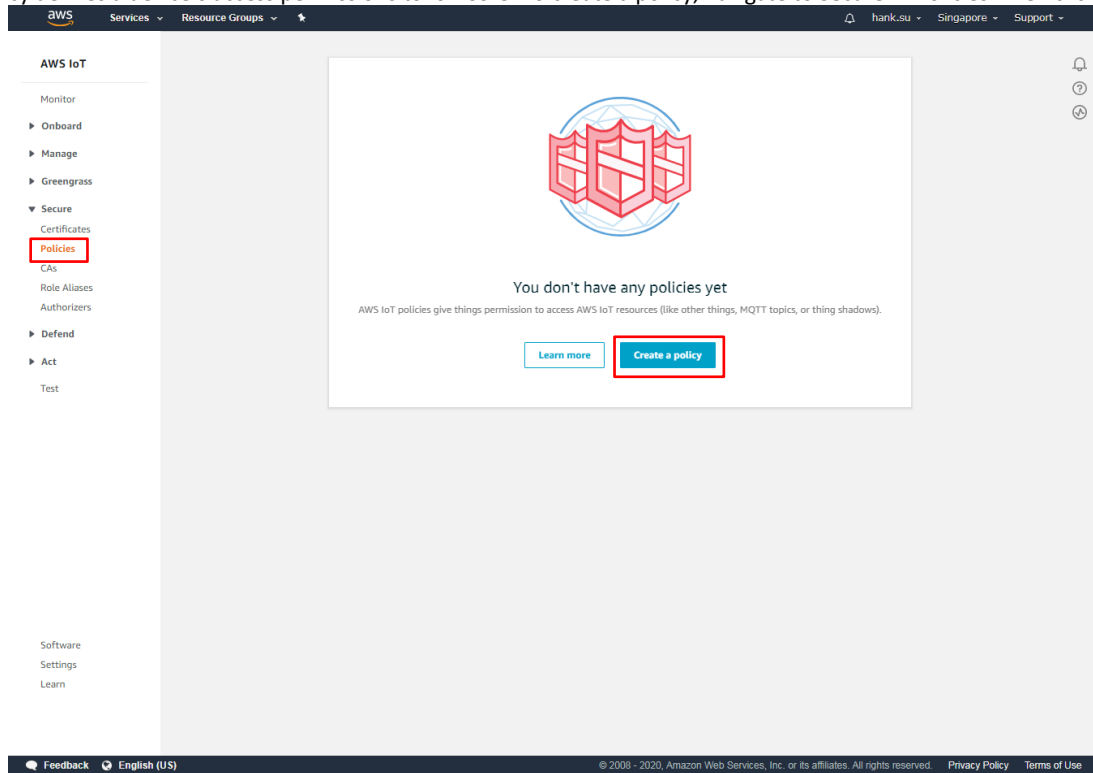 aws Services Resource Groups hank.su Singapore Support
AWS IoT
Monitor
Onboard
Manage
Greengrass
Secure
Certificates
Policies
CAs
Role Aliases
Authorizers
Defend
Act
Test
You don't have any policies yet
AWS IoT policies give things permission to access AWS IoT resources (like other things, MQTT topics, or thing shadows).
Learn more Create a policy
Software
Settings
Learn
Feedback English (US) © 2008 - 2020, Amazon Web Services, Inc. or its affiliates. All rights reserved. Privacy Policy Terms of Use